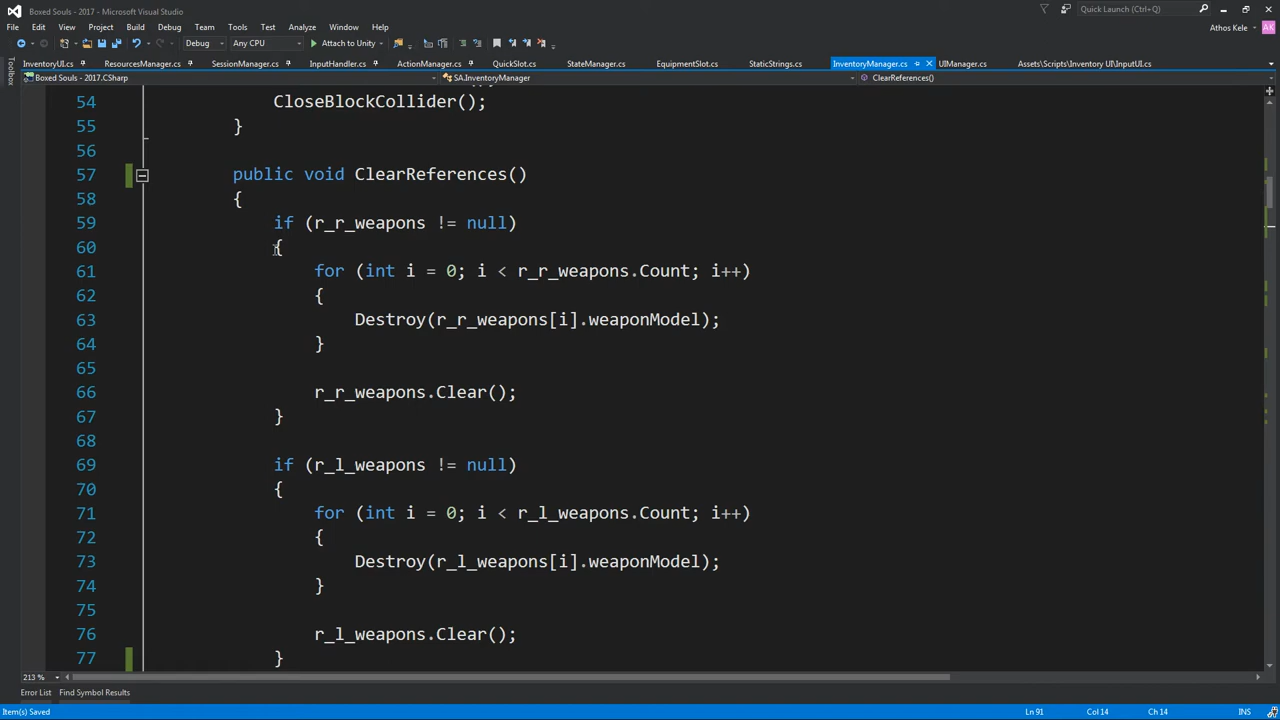 Boxed Souls - 2017 - Microsoft Visual Studio
Quick Launch (Ctrl+Q)
File Edit View Project Build Debug Team Tools Test Analyze Window Help
Athos Kele AK
Debug Any CPU Attach to Unity
Toolbox
InventoryUI.cs ResourcesManager.cs SessionManager.cs InputHandler.cs ActionManager.cs QuickSlot.cs StateManager.cs EquipmentSlot.cs StaticStrings.cs InventoryManager.cs UIManager.cs Assets\Scripts\Inventory UI\InputUI.cs
Boxed Souls - 2017.CSharp SA.InventoryManager ClearReferences()
54 CloseBlockCollider();
55 }
56
57 public void ClearReferences()
58 {
59 if (r_r_weapons != null)
60 {
61 for (int i = 0; i < r_r_weapons.Count; i++)
62 {
63 Destroy(r_r_weapons[i].weaponModel);
64 }
65
66 r_r_weapons.Clear();
67 }
68
69 if (r_l_weapons != null)
70 {
71 for (int i = 0; i < r_l_weapons.Count; i++)
72 {
73 Destroy(r_l_weapons[i].weaponModel);
74 }
75
76 r_l_weapons.Clear();
77 }
213 %
Error List Find Symbol Results
Item(s) Saved Ln 91 Col 14 Ch 14 INS